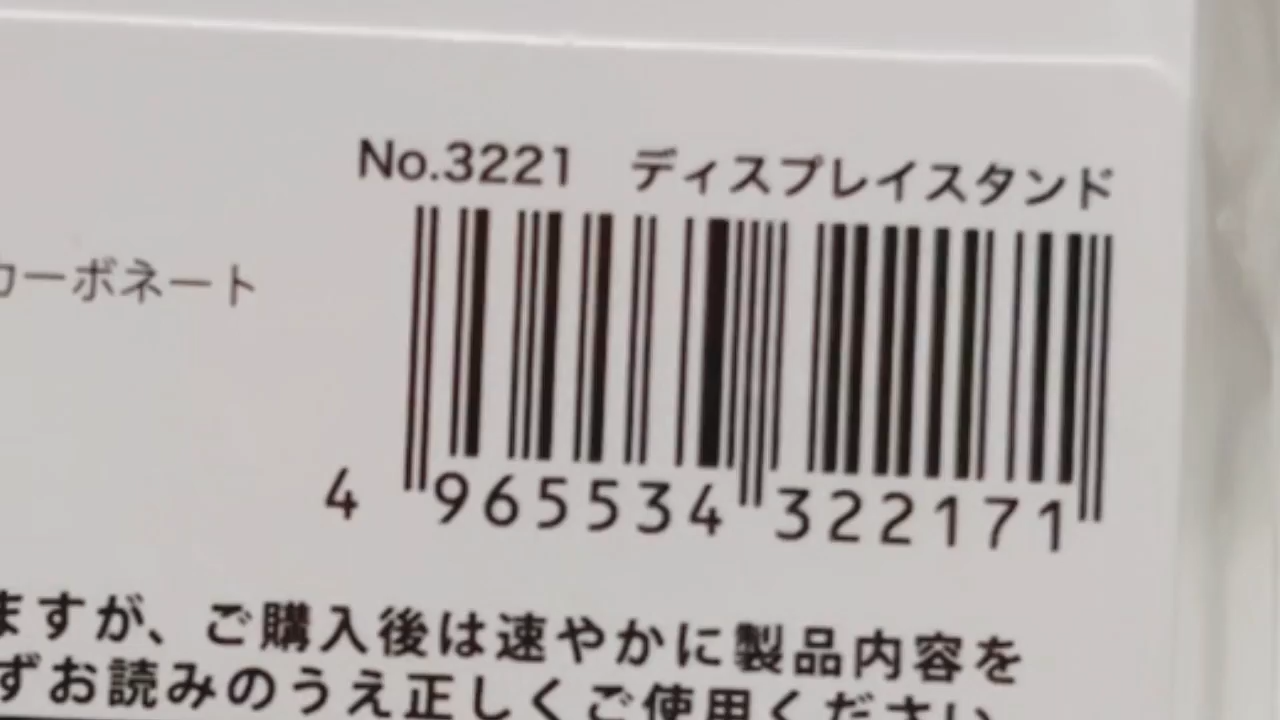 No.3221 ディスプレイスタンド
カーボネート
4 965534 322171
ますが、ご購入後は速やかに製品内容を
ずお読みのうえ正しくご使用ください